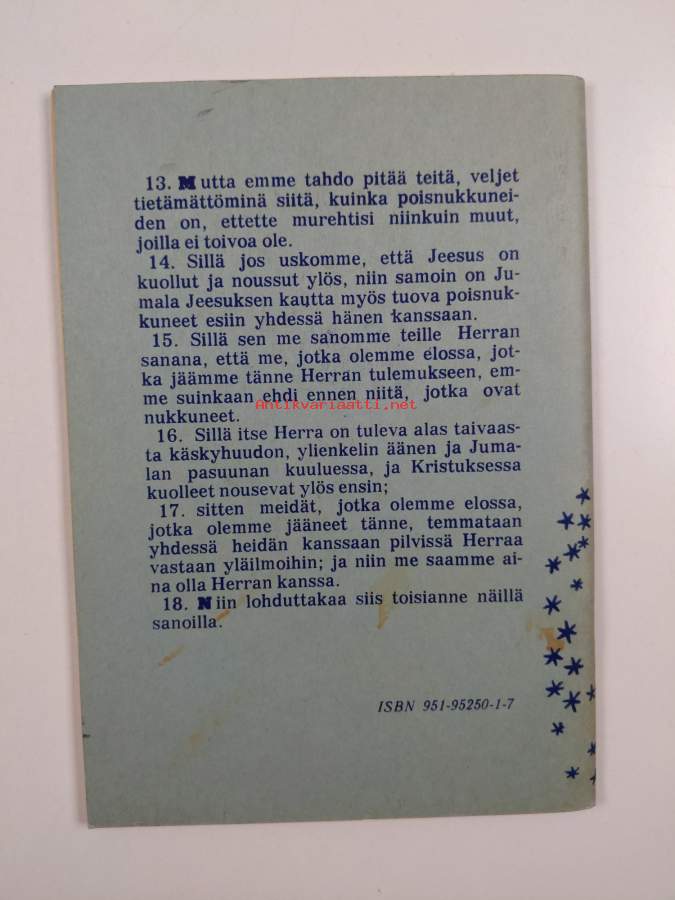 13. Mutta emme tahdo pitää teitä, veljet
tietämättöminä siitä, kuinka poisnukkunei-
den on, ettette murehtisi niinkuin muut,
joilla ei toivoa ole.
14. Sillä jos uskomme, että Jeesus on
kuollut ja noussut ylös, niin samoin on Ju-
mala Jeesuksen kautta myös tuova poisnuk-
kuneet esiin yhdessä hänen kanssaan.
15. Sillä sen me sanomme teille Herran
sanana, että me, jotka olemme elossa, jot-
ka jäämme tänne Herran tulemukseen, em-
me suinkaan ehdi ennen niitä, jotka ovat
nukkuneet.
Antikvariaatti.net
16. Sillä itse Herra on tuleva alas taivaas-
ta käskyhuudon, ylienkelin äänen ja Juma-
lan pasuunan kuuluessa, ja Kristuksessa
kuolleet nousevat ylös ensin;
17. sitten meidät, jotka olemme elossa,
jotka olemme jääneet tänne, temmataan
yhdessä heidän kanssaan pilvissä Herraa
vastaan yläilmoihin; ja niin me saamme ai-
na olla Herran kanssa.
18. Niin lohduttakaa siis toisianne näillä
sanoilla.
ISBN 951-95250-1-7